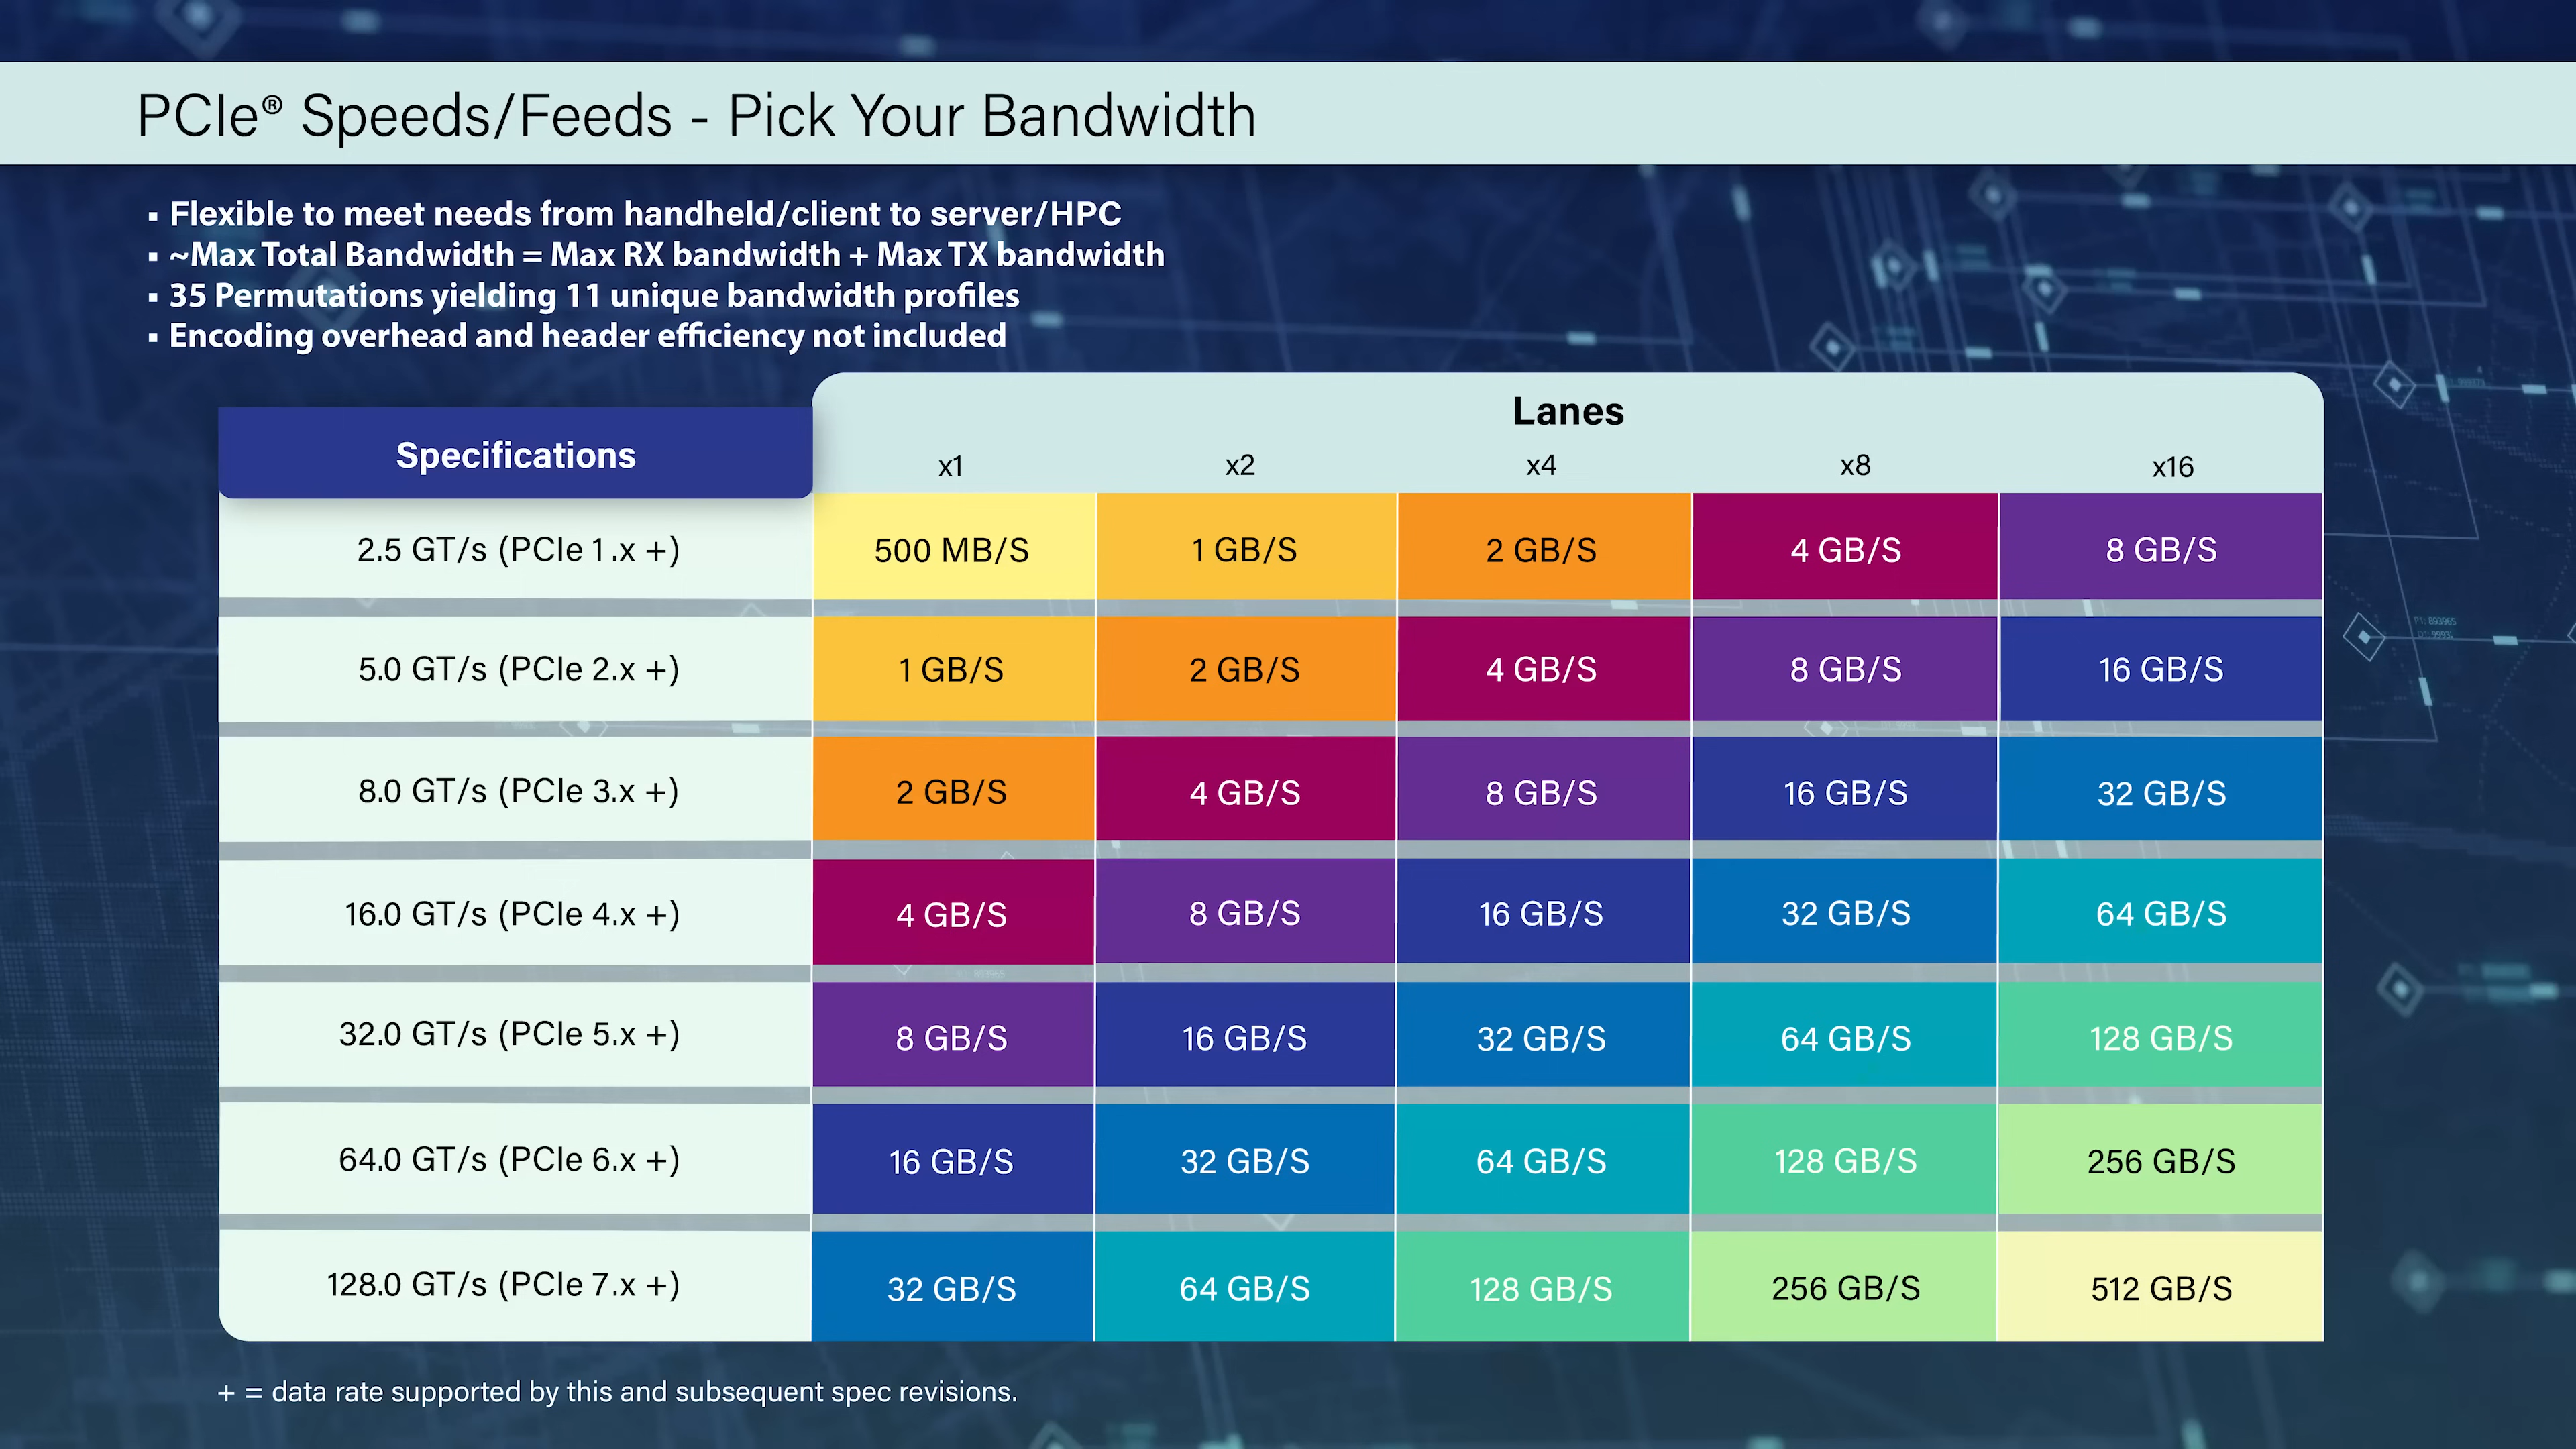 PCIe® Speeds/Feeds - Pick Your Bandwidth
▪ Flexible to meet needs from handheld/client to server/HPC
▪ ~Max Total Bandwidth = Max RX bandwidth + Max TX bandwidth
▪ 35 Permutations yielding 11 unique bandwidth profiles
▪ Encoding overhead and header efficiency not included
Lanes
Specifications x1 x2 x4 x8 x16
2.5 GT/s (PCIe 1.x +) 500 MB/S 1 GB/S 2 GB/S 4 GB/S 8 GB/S
5.0 GT/s (PCIe 2.x +) 1 GB/S 2 GB/S 4 GB/S 8 GB/S 16 GB/S
8.0 GT/s (PCIe 3.x +) 2 GB/S 4 GB/S 8 GB/S 16 GB/S 32 GB/S
16.0 GT/s (PCIe 4.x +) 4 GB/S 8 GB/S 16 GB/S 32 GB/S 64 GB/S
32.0 GT/s (PCIe 5.x +) 8 GB/S 16 GB/S 32 GB/S 64 GB/S 128 GB/S
64.0 GT/s (PCIe 6.x +) 16 GB/S 32 GB/S 64 GB/S 128 GB/S 256 GB/S
128.0 GT/s (PCIe 7.x +) 32 GB/S 64 GB/S 128 GB/S 256 GB/S 512 GB/S
+ = data rate supported by this and subsequent spec revisions.